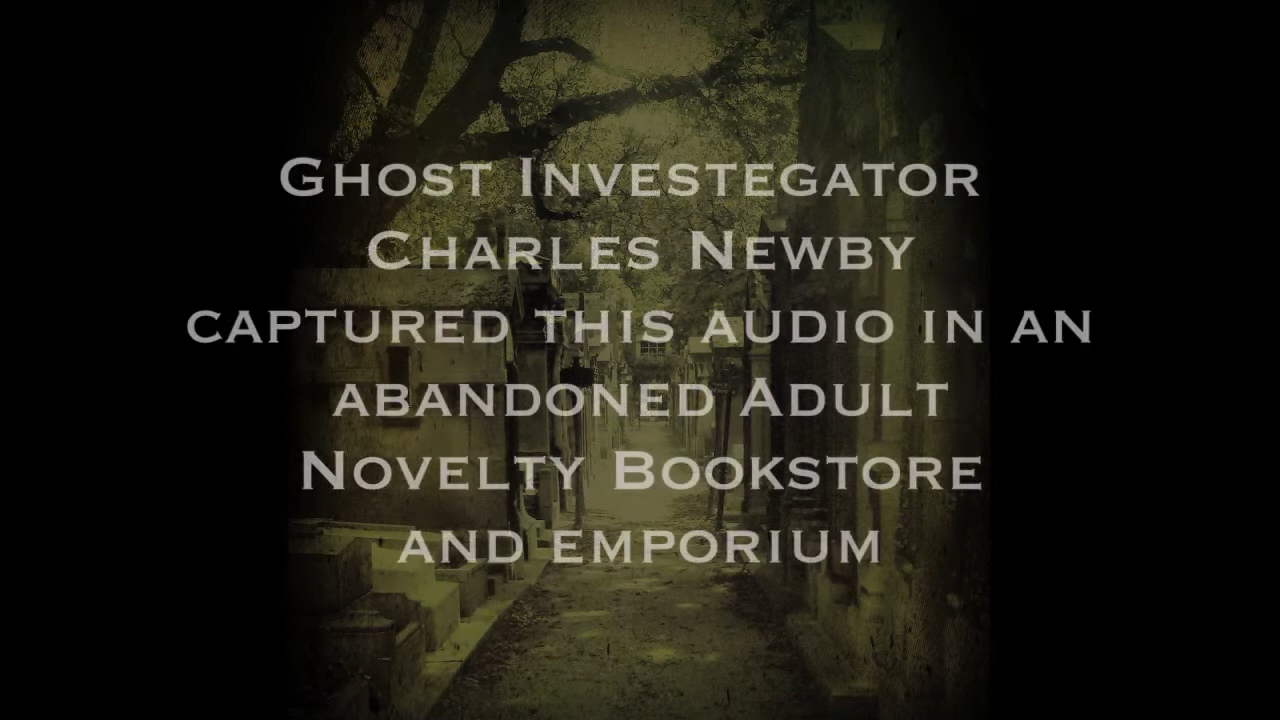 Ghost Investegator
Charles Newby
captured this audio in an
abandoned Adult
Novelty Bookstore
and emporium